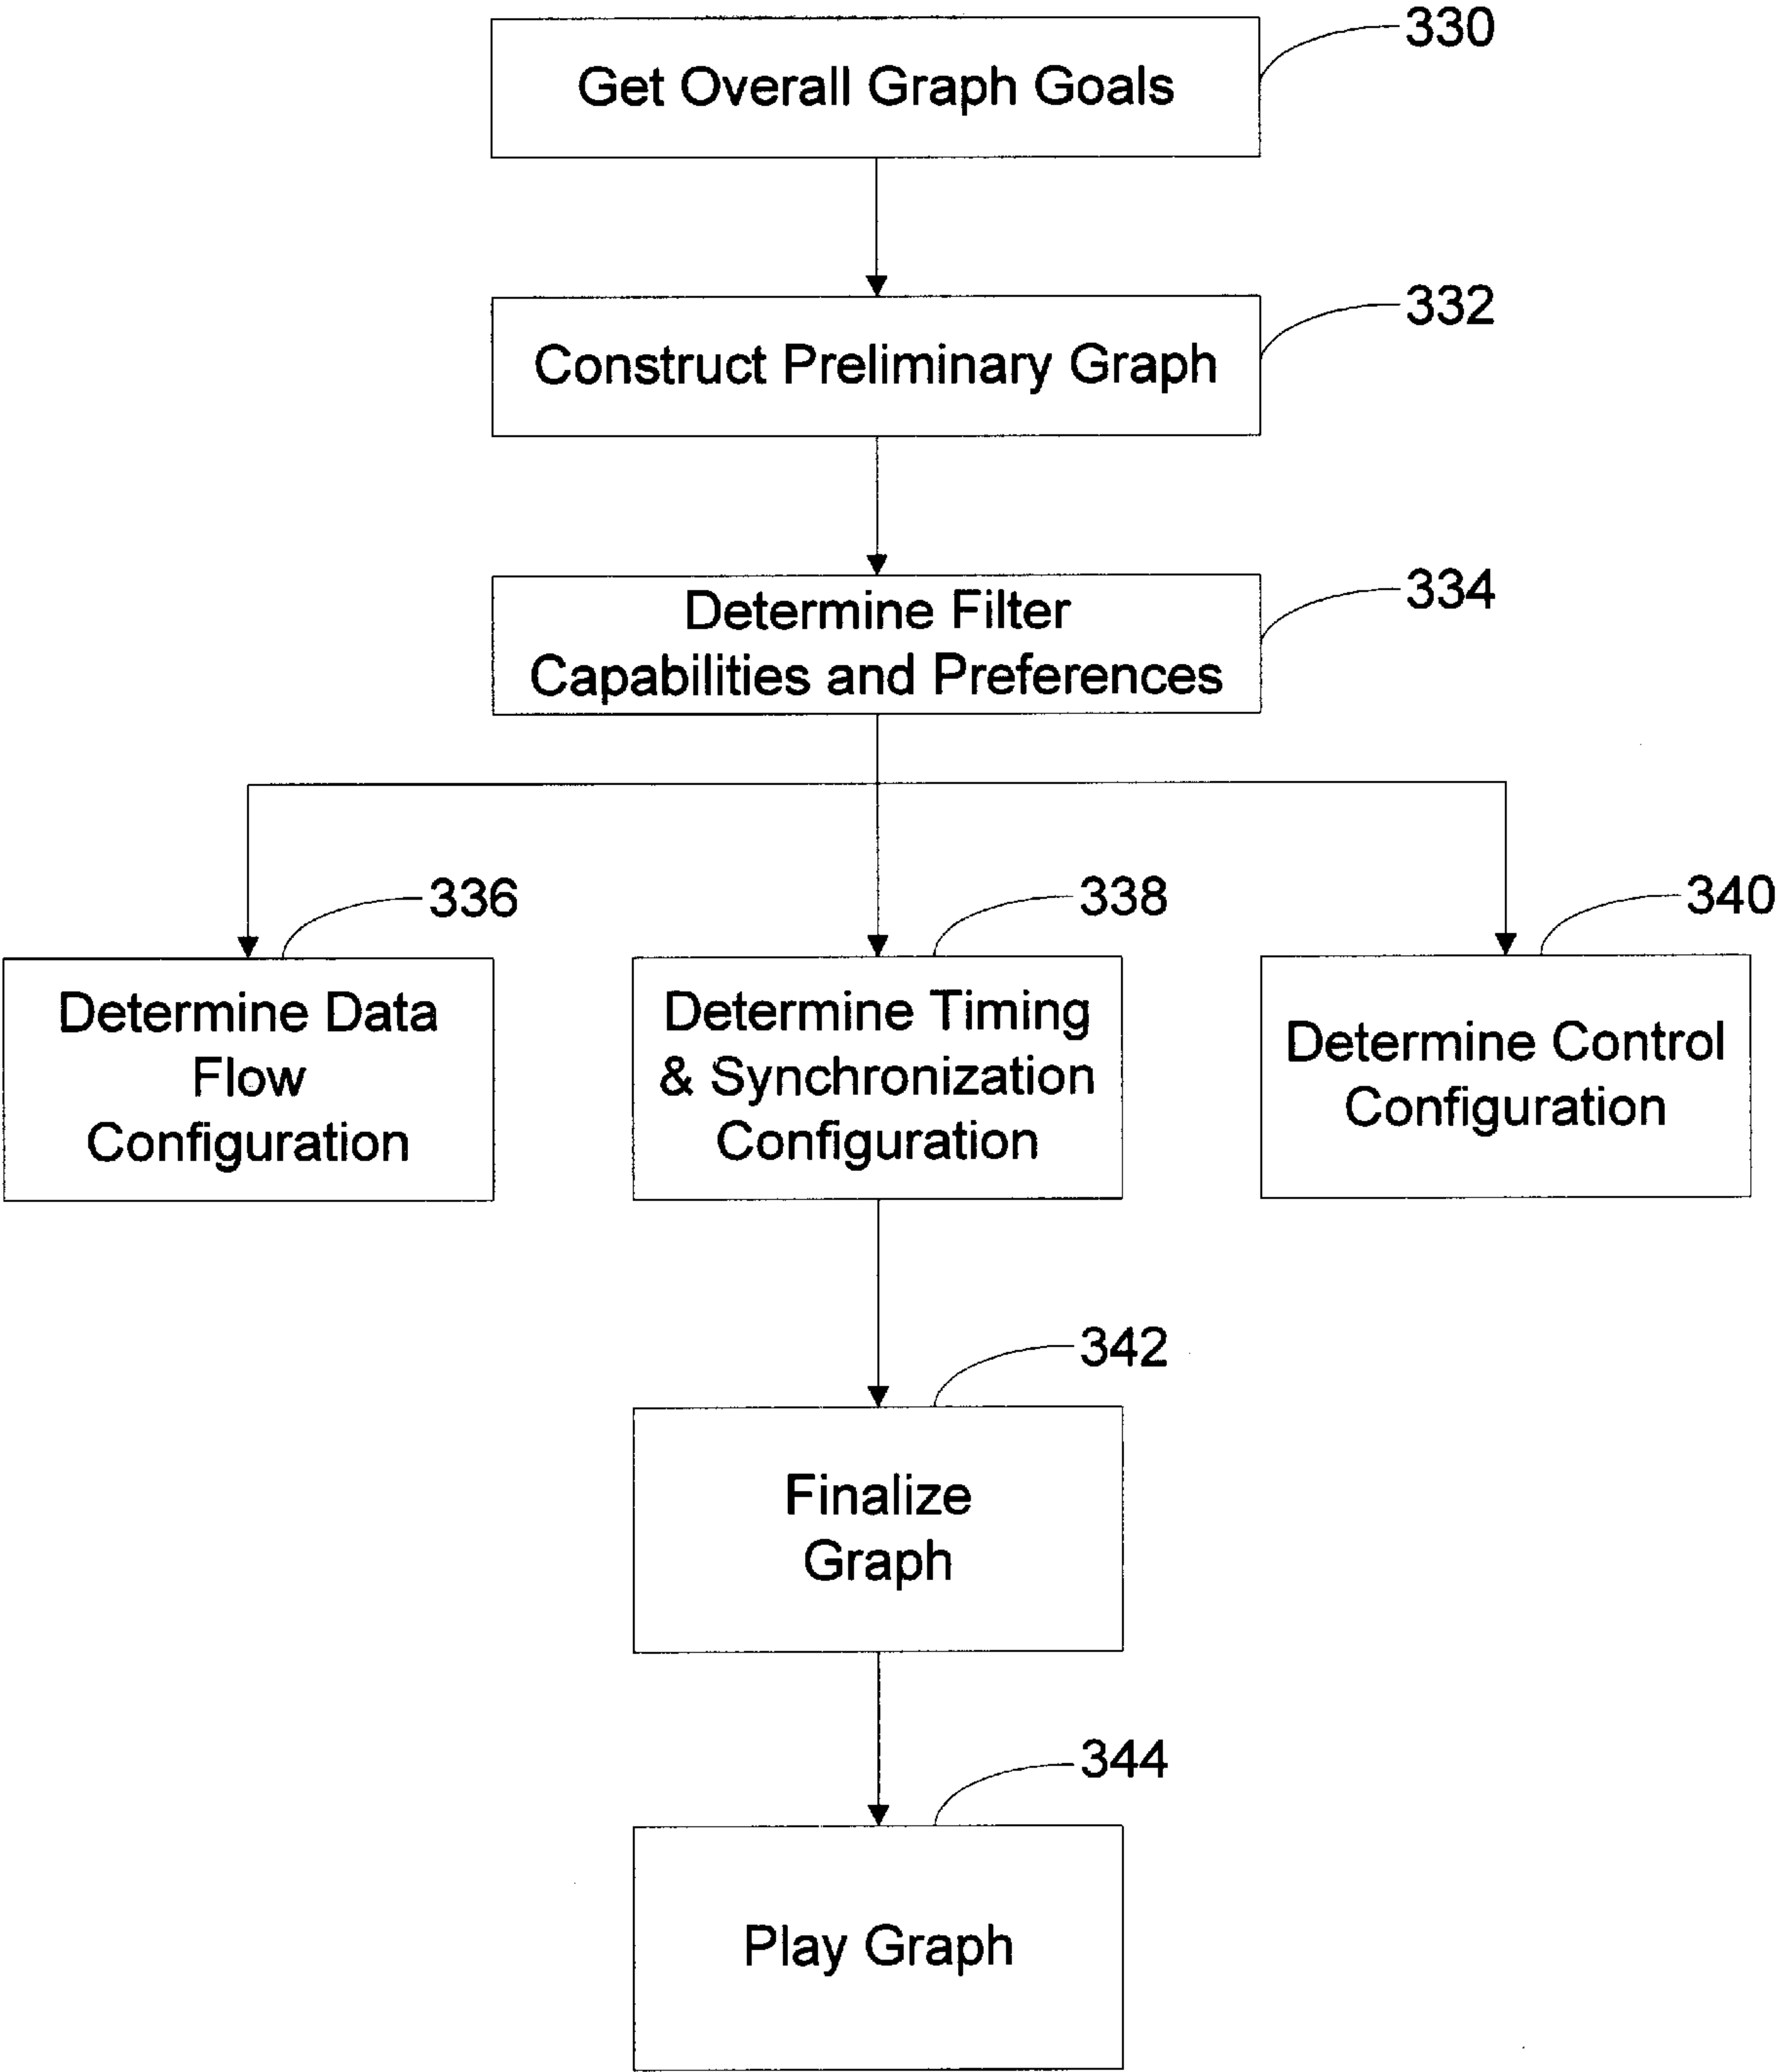 330
Get Overall Graph Goals
332
Construct Preliminary Graph
334
Determine Filter
Capabilities and Preferences
336
338
340
Determine Data
Flow
Configuration
Determine Timing
& Synchronization
Configuration
Determine Control
Configuration
342
Finalize
Graph
344
Play Graph